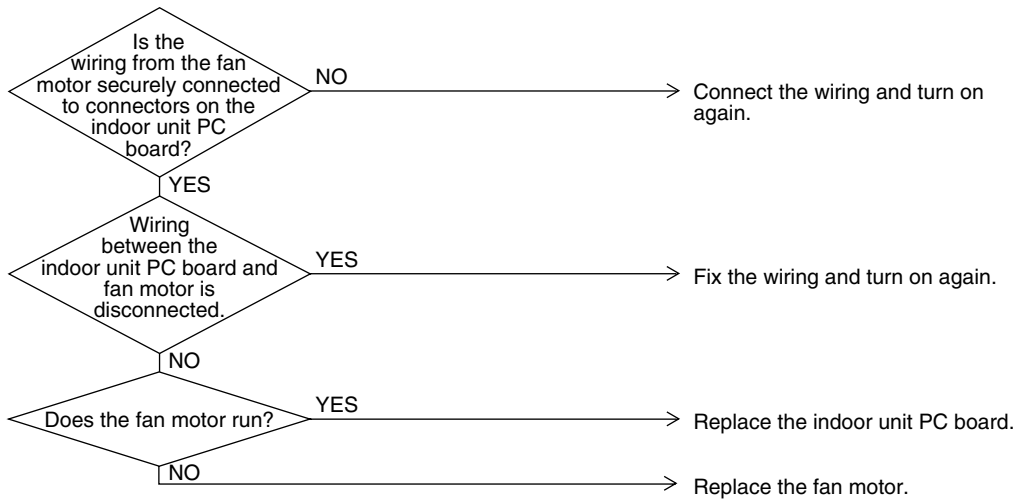 Is the
wiring from the fan
motor securely connected
to connectors on the
indoor unit PC
board?
NO
Connect the wiring and turn on
again.
YES
Wiring
between the
indoor unit PC board and
fan motor is
disconnected.
YES
Fix the wiring and turn on again.
NO
Does the fan motor run?
YES
Replace the indoor unit PC board.
NO
Replace the fan motor.